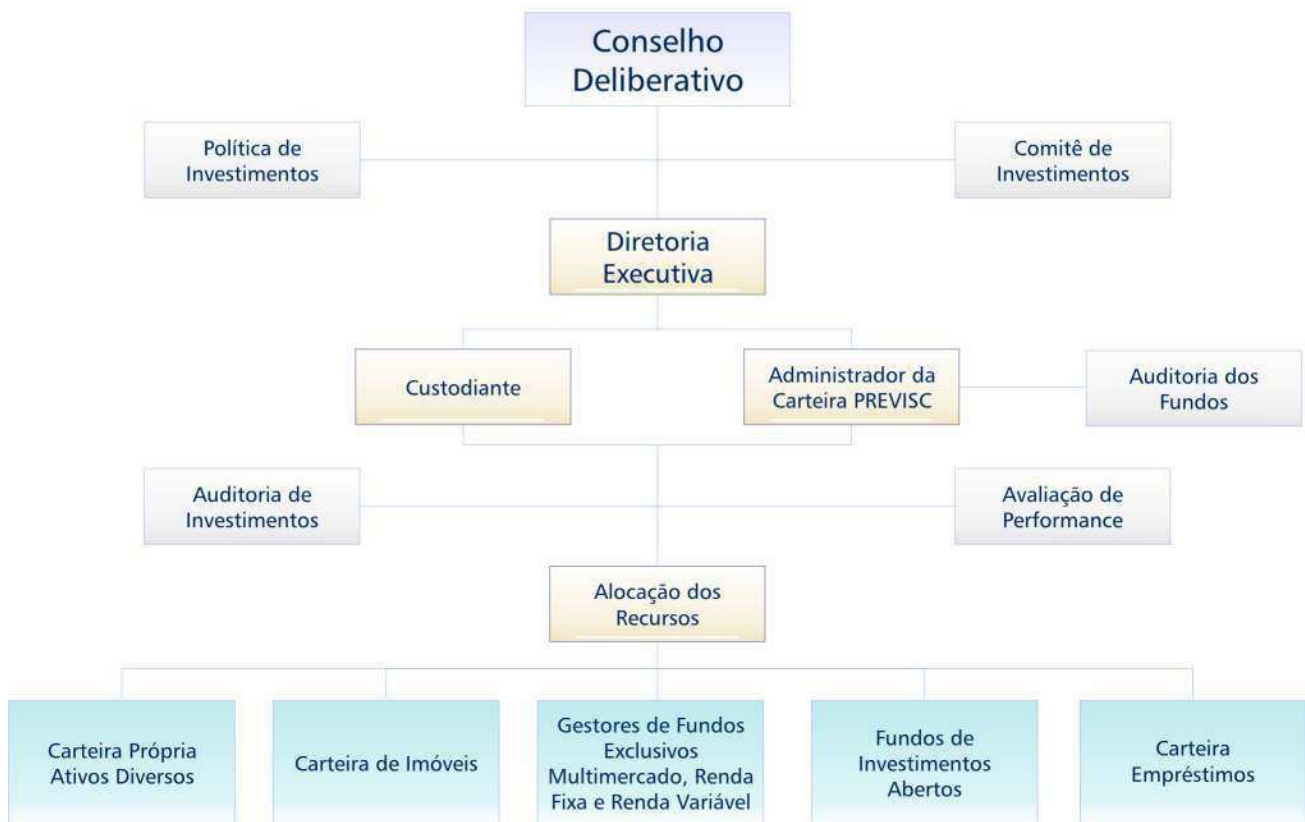 Conselho
Deliberativo
Política de
Investimentos
Comitê de
Investimentos
Diretoria
Executiva
Custodiante
Administrador da
Carteira PREVISC
Auditoria dos
Fundos
Auditoria de
Investimentos
Avaliação de
Performance
Alocação dos
Recursos
Carteira Própria
Ativos Diversos
Carteira de Imóveis
Gestores de Fundos
Exclusivos
Multimercado, Renda
Fixa e Renda Variável
Fundos de
Investimentos
Abertos
Carteira
Empréstimos